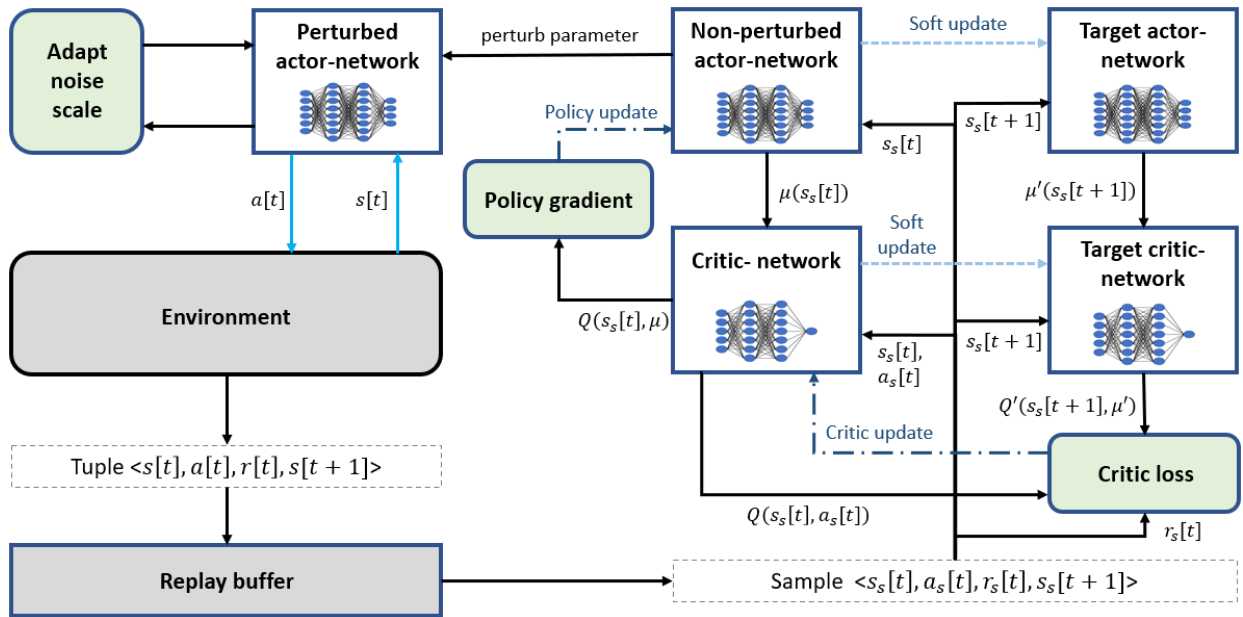 Adapt
noise
scale
Perturbed
actor-network
perturb parameter
Non-perturbed
actor-network
Soft update
Target actor-
network
Policy update
s_s[t]
s_s[t + 1]
a[t]
s[t]
Policy gradient
μ(s_s[t])
μ′(s_s[t + 1])
Environment
Critic- network
Soft
update
Target critic-
network
Q(s_s[t], μ)
s_s[t],
a_s[t]
s_s[t + 1]
Q′(s_s[t + 1], μ′)
Critic update
Tuple <s[t], a[t], r[t], s[t + 1]>
Critic loss
Q(s_s[t], a_s[t])
r_s[t]
Replay buffer
Sample <s_s[t], a_s[t], r_s[t], s_s[t + 1]>